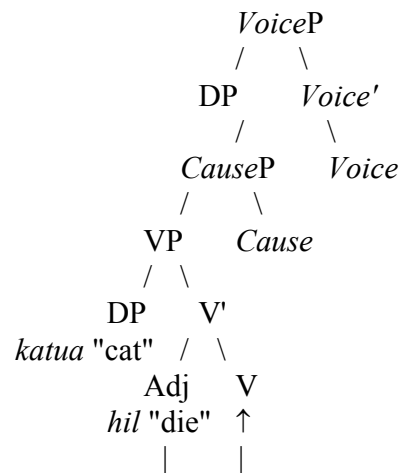 VoiceP
/ \
DP Voice'
/ \
CauseP Voice
/ \
VP Cause
/ \
DP V'
katua "cat" / \
Adj V
hil "die" ↑
| |